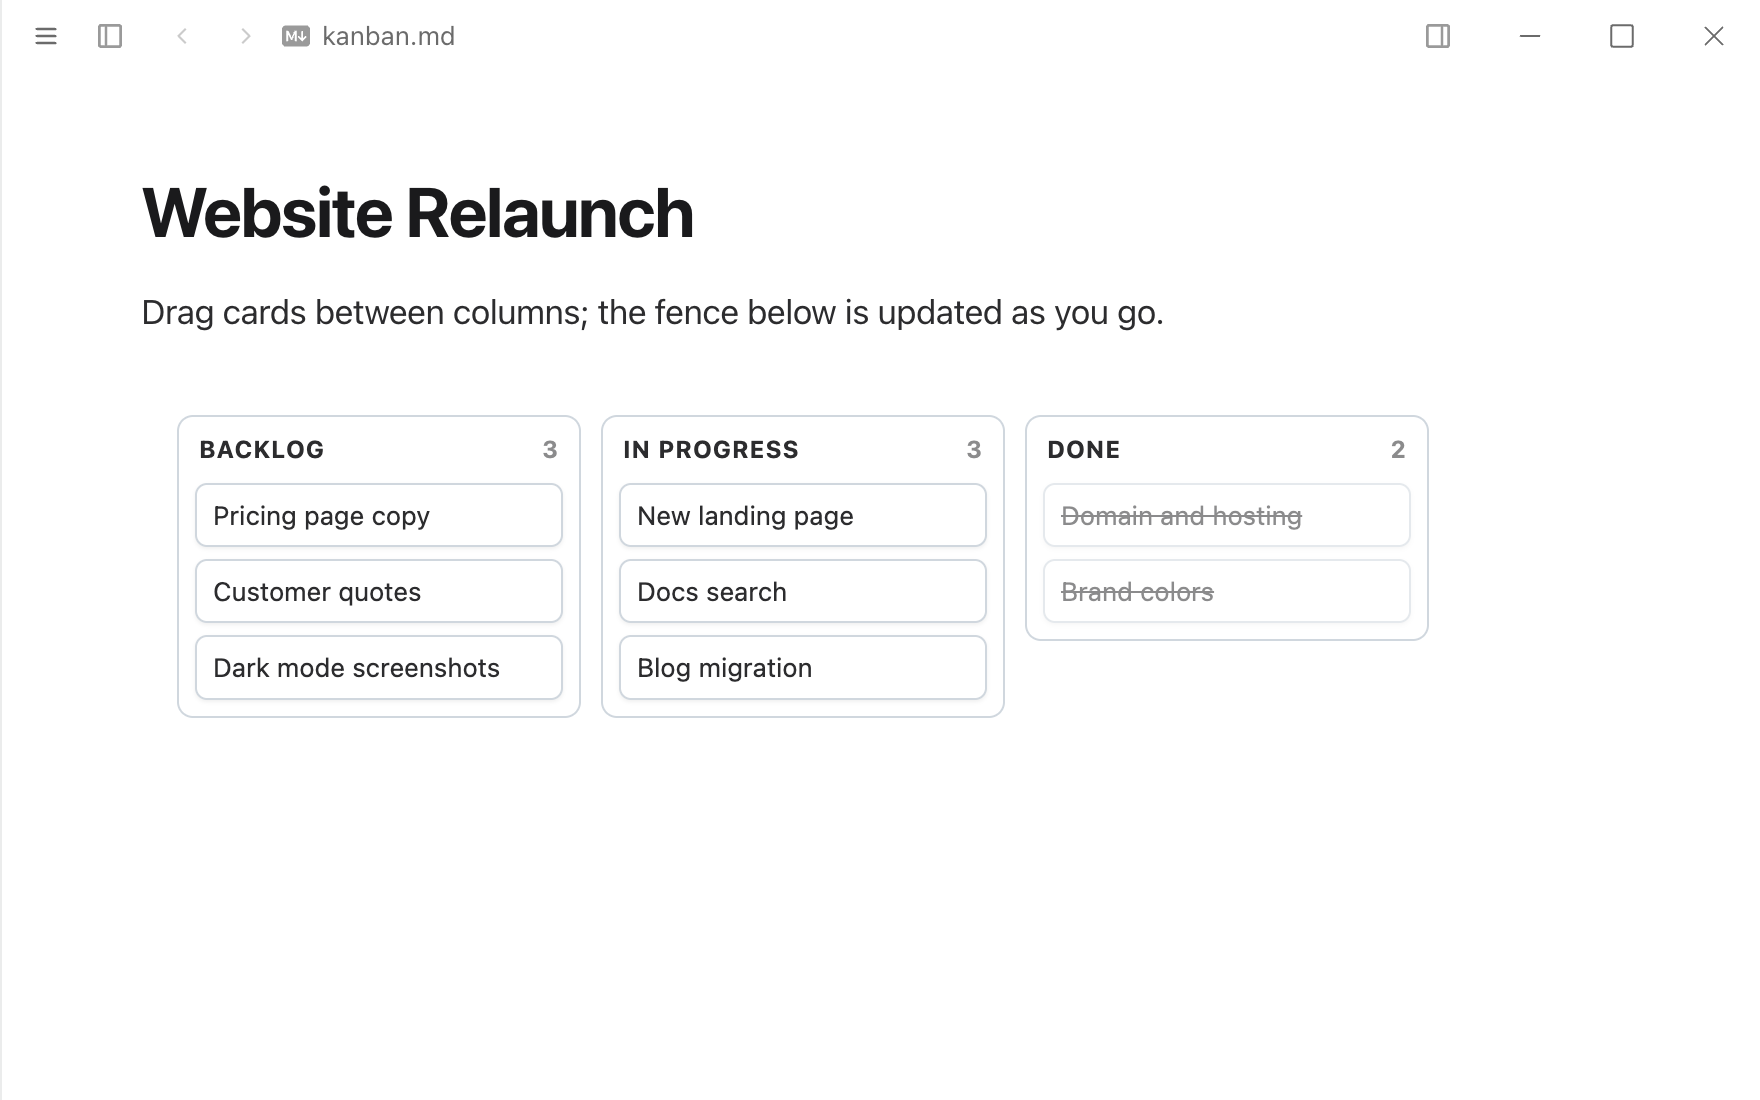 M↓ kanban.md
Website Relaunch
Drag cards between columns; the fence below is updated as you go.
BACKLOG 3
Pricing page copy
Customer quotes
Dark mode screenshots
IN PROGRESS 3
New landing page
Docs search
Blog migration
DONE 2
Domain and hosting
Brand colors